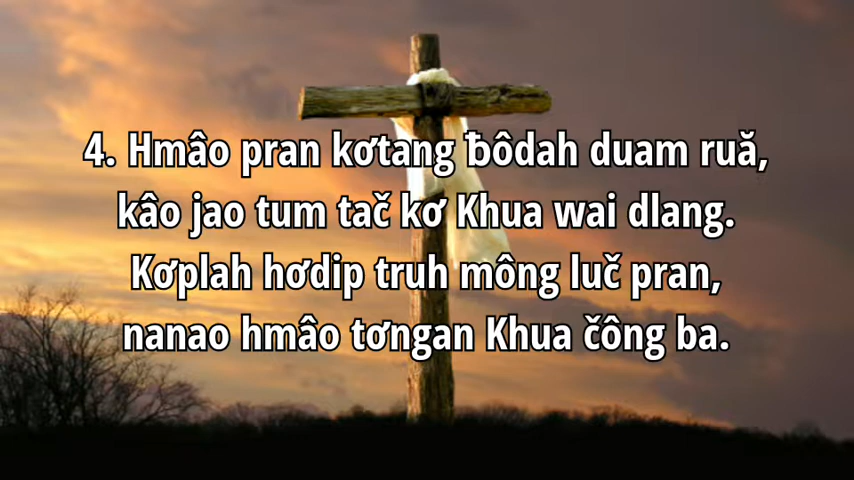 4. Hmâo pran kơtang ƀôdah duam ruă,
kâo jao tum tač kơ Khua wai dlang.
Kơplah hơdip truh mông luč pran,
nanao hmâo tơngan Khua čông ba.